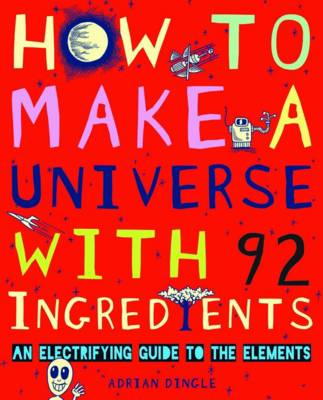 HOW TO
MAKE A
UNIVERSE
WITH 92
INGREDIENTS
AN ELECTRIFYING GUIDE TO THE ELEMENTS
ADRIAN DINGLE